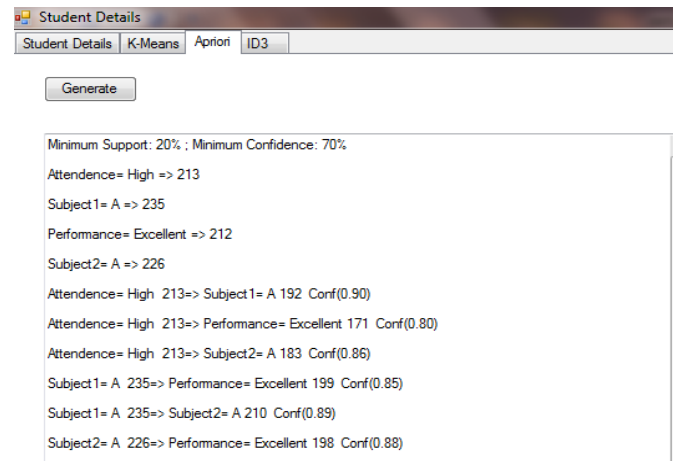 Student Details
Student Details K-Means Apriori ID3
Generate
Minimum Support: 20% ; Minimum Confidence: 70%
Attendence= High => 213
Subject1= A => 235
Performance= Excellent => 212
Subject2= A => 226
Attendence= High 213=> Subject1= A 192 Conf(0.90)
Attendence= High 213=> Performance= Excellent 171 Conf(0.80)
Attendence= High 213=> Subject2= A 183 Conf(0.86)
Subject1= A 235=> Performance= Excellent 199 Conf(0.85)
Subject1= A 235=> Subject2= A 210 Conf(0.89)
Subject2= A 226=> Performance= Excellent 198 Conf(0.88)